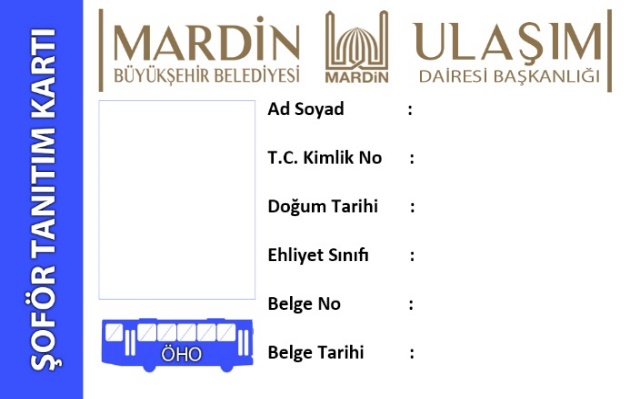 ŞOFÖR TANITIM KARTI
MARDİN
BÜYÜKŞEHİR BELEDİYESİ
MARDİN
ULAŞIM
DAİRESİ BAŞKANLIĞI
Ad Soyad :
T.C. Kimlik No :
Doğum Tarihi :
Ehliyet Sınıfı :
Belge No :
Belge Tarihi :
ÖHO